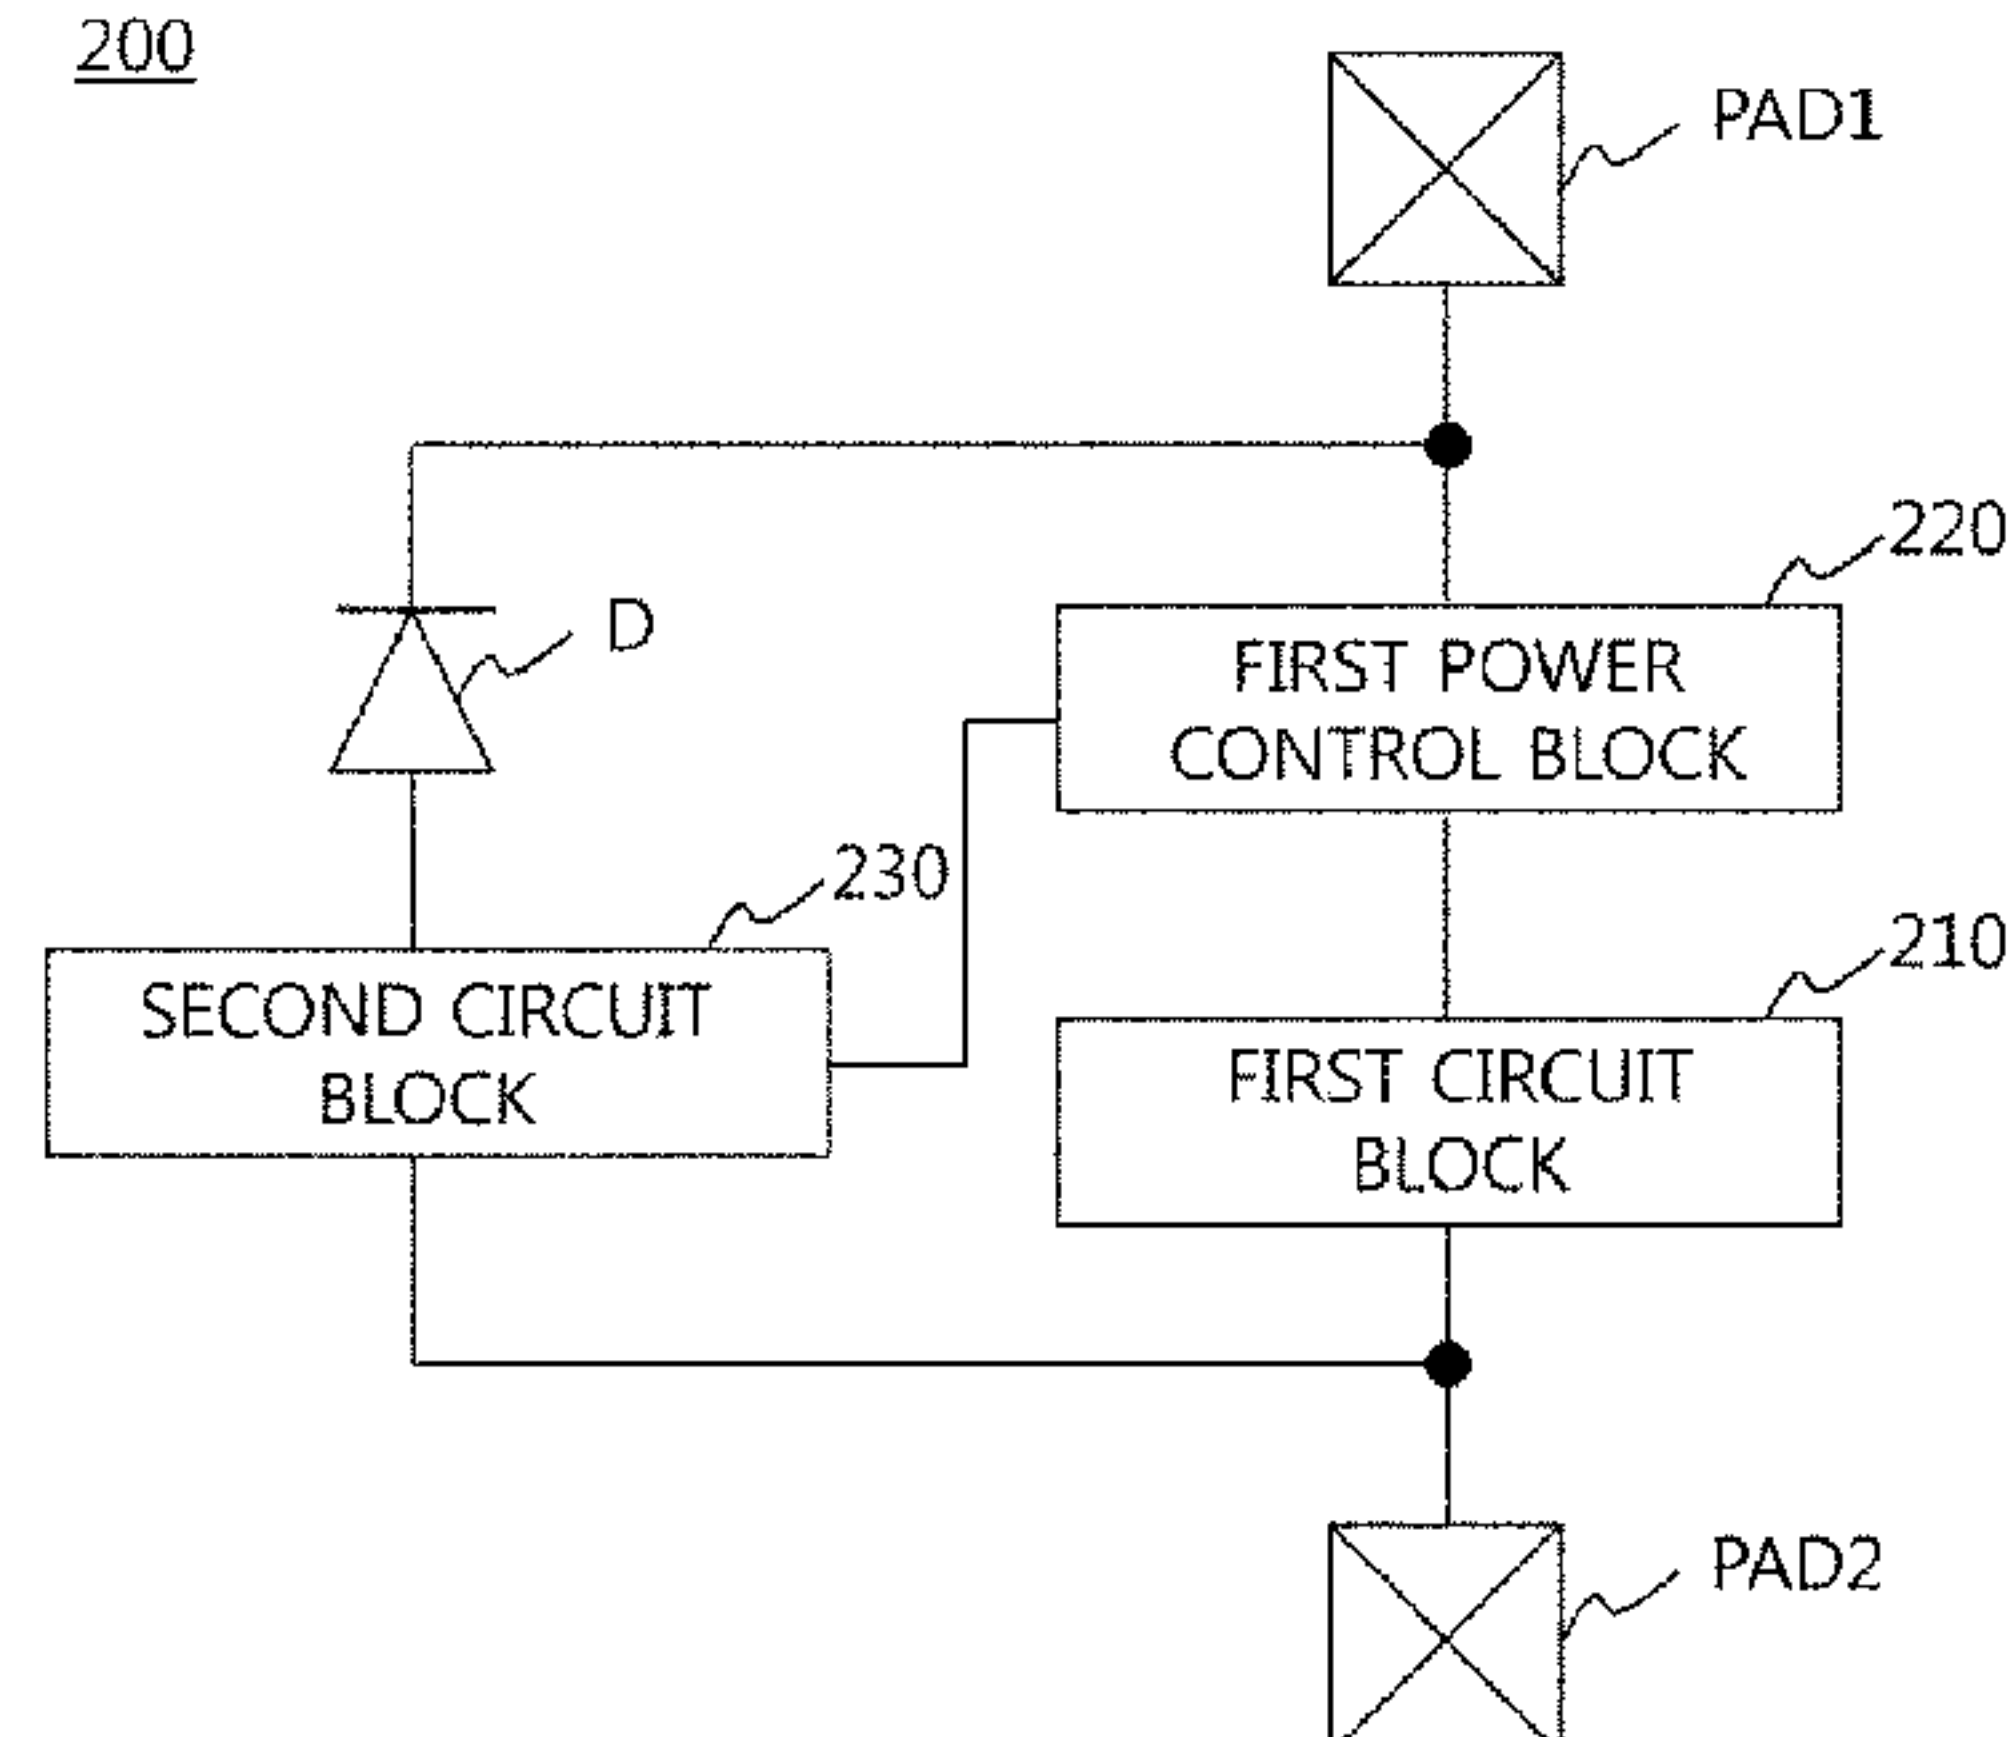 200
PAD1
220
D
FIRST POWER
CONTROL BLOCK
230
210
SECOND CIRCUIT
BLOCK
FIRST CIRCUIT
BLOCK
PAD2